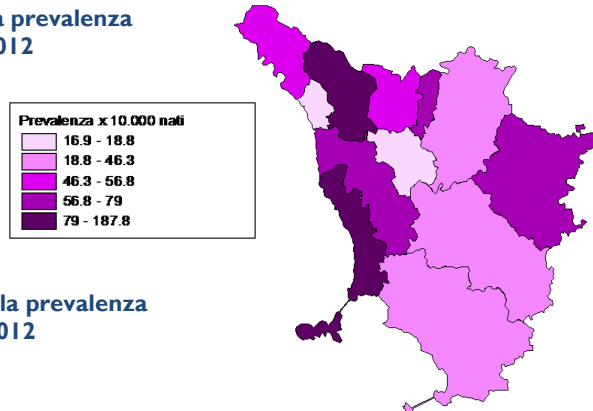 a prevalenza
012
Prevalenza x 10.000 nati
16.9 - 18.8
18.8 - 46.3
46.3 - 56.8
56.8 - 79
79 - 187.8
la prevalenza
012